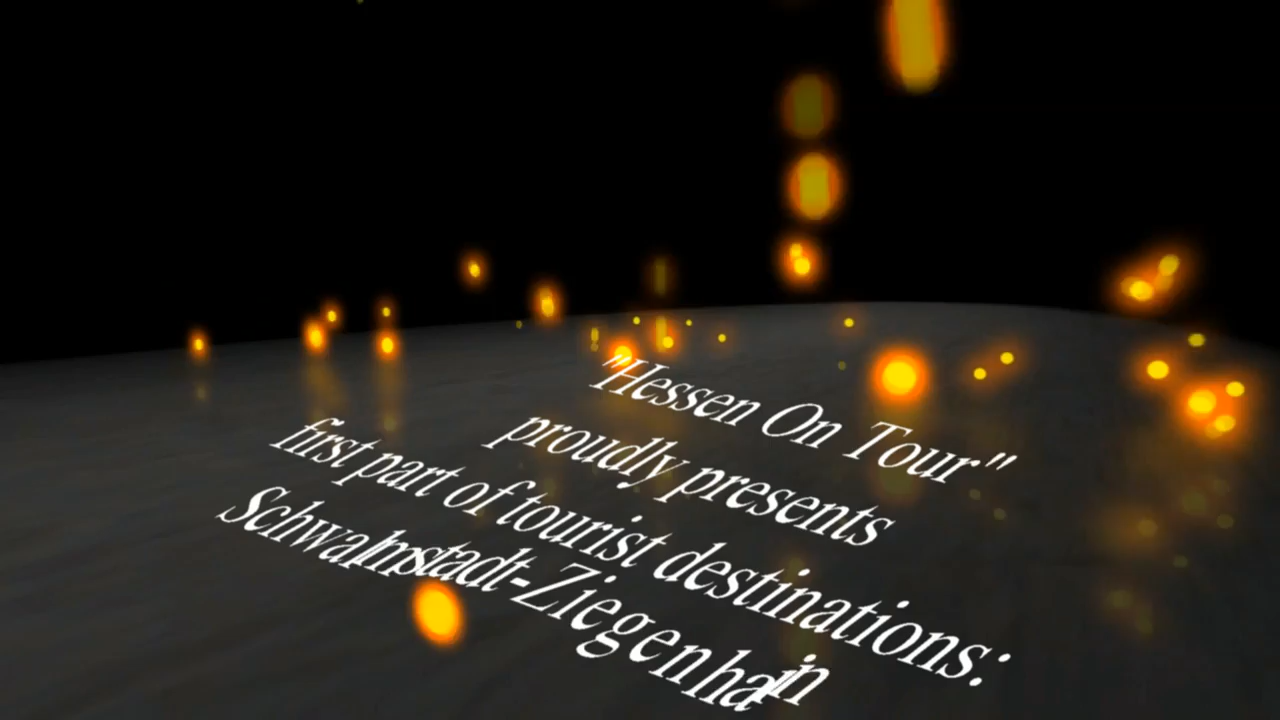 "Hessen On Tour"
proudly presents
first part of tourist destinations:
Schwalmstadt-Ziegenhain